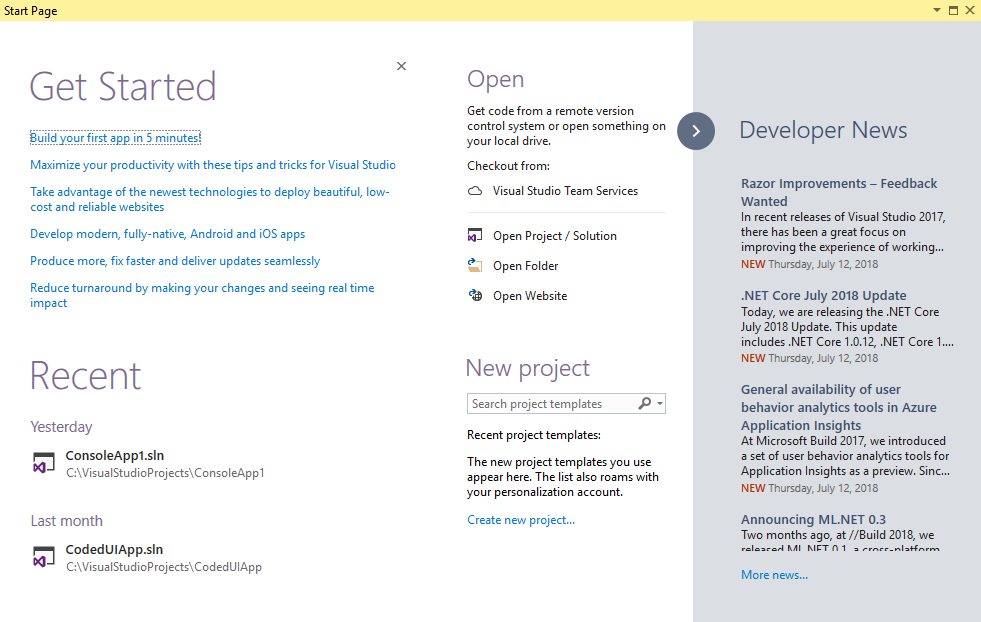 Start Page
Get Started
Build your first app in 5 minutes!
Maximize your productivity with these tips and tricks for Visual Studio
Take advantage of the newest technologies to deploy beautiful, low-
cost and reliable websites
Develop modern, fully-native, Android and iOS apps
Produce more, fix faster and deliver updates seamlessly
Reduce turnaround by making your changes and seeing real time
impact
Recent
Yesterday
ConsoleApp1.sln
C:\VisualStudioProjects\ConsoleApp1
Last month
CodedUIApp.sln
C:\VisualStudioProjects\CodedUIApp
Open
Get code from a remote version
control system or open something on
your local drive.
Checkout from:
Visual Studio Team Services
Open Project / Solution
Open Folder
Open Website
New project
Search project templates
Recent project templates:
The new project templates you use
appear here. The list also roams with
your personalization account.
Create new project...
Developer News
Razor Improvements – Feedback
Wanted
In recent releases of Visual Studio 2017,
there has been a great focus on
improving the experience of working...
NEW Thursday, July 12, 2018
.NET Core July 2018 Update
Today, we are releasing the .NET Core
July 2018 Update. This update
includes .NET Core 1.0.12, .NET Core 1....
NEW Thursday, July 12, 2018
General availability of user
behavior analytics tools in Azure
Application Insights
At Microsoft Build 2017, we introduced
a set of user behavior analytics tools for
Application Insights as a preview. Sinc...
NEW Thursday, July 12, 2018
Announcing ML.NET 0.3
Two months ago, at //Build 2018, we
released ML.NET 0.1, a cross-platform
More news...